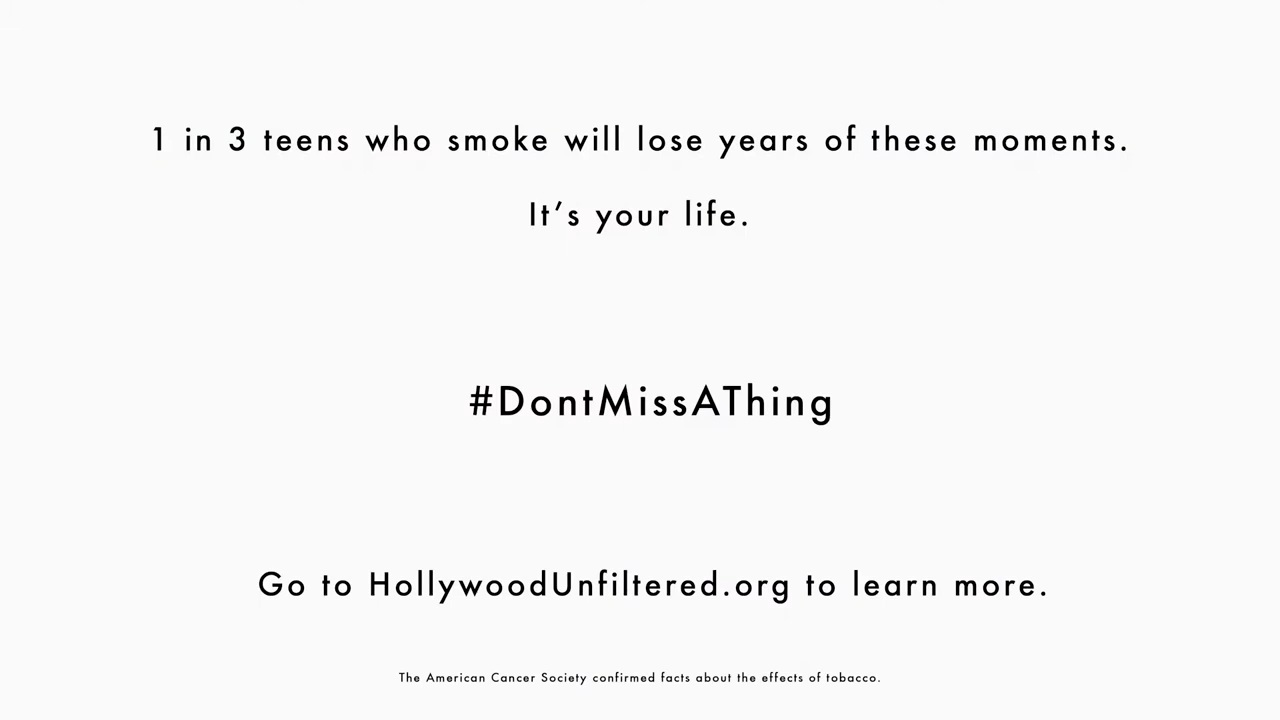 1 in 3 teens who smoke will lose years of these moments.
It’s your life.
#DontMissAThing
Go to HollywoodUnfiltered.org to learn more.
The American Cancer Society confirmed facts about the effects of tobacco.